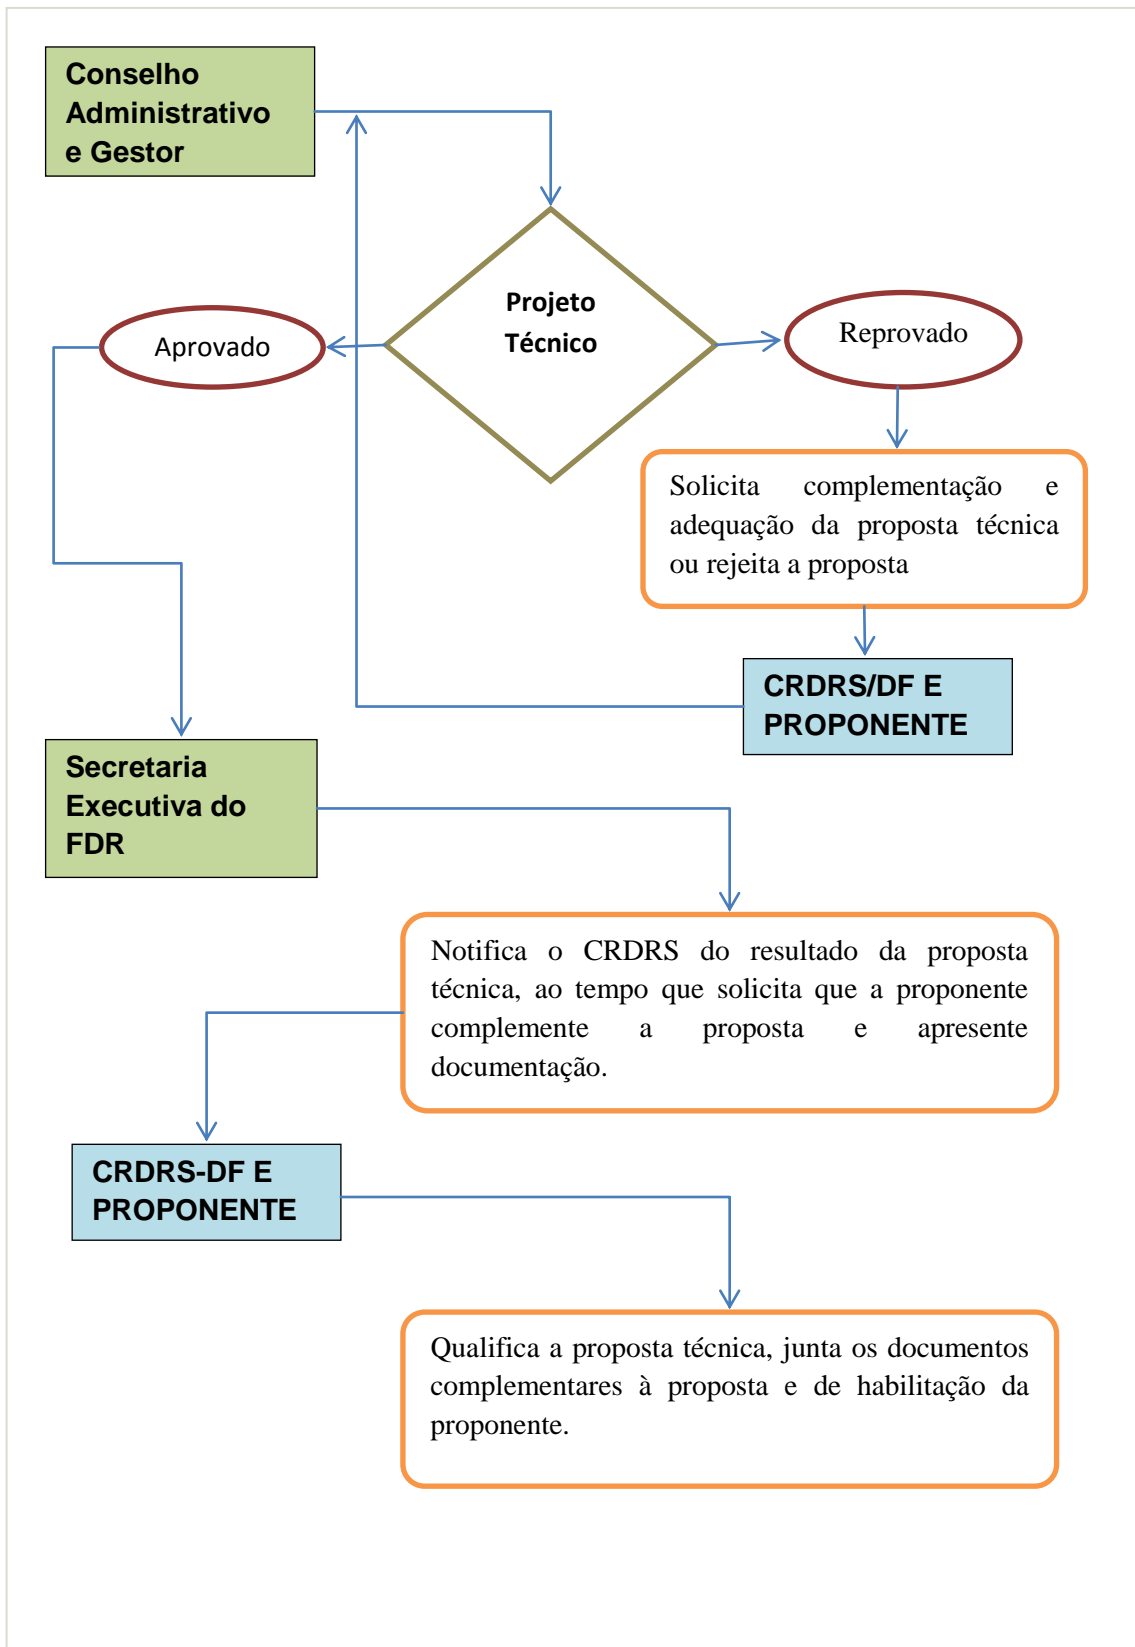 Conselho
Administrativo
e Gestor
Projeto
Técnico
Aprovado
Reprovado
Solicita complementação e
adequação da proposta técnica
ou rejeita a proposta
CRDRS/DF E
PROPONENTE
Secretaria
Executiva do
FDR
Notifica o CRDRS do resultado da proposta
técnica, ao tempo que solicita que a proponente
complemente a proposta e apresente
documentação.
CRDRS-DF E
PROPONENTE
Qualifica a proposta técnica, junta os documentos
complementares à proposta e de habilitação da
proponente.